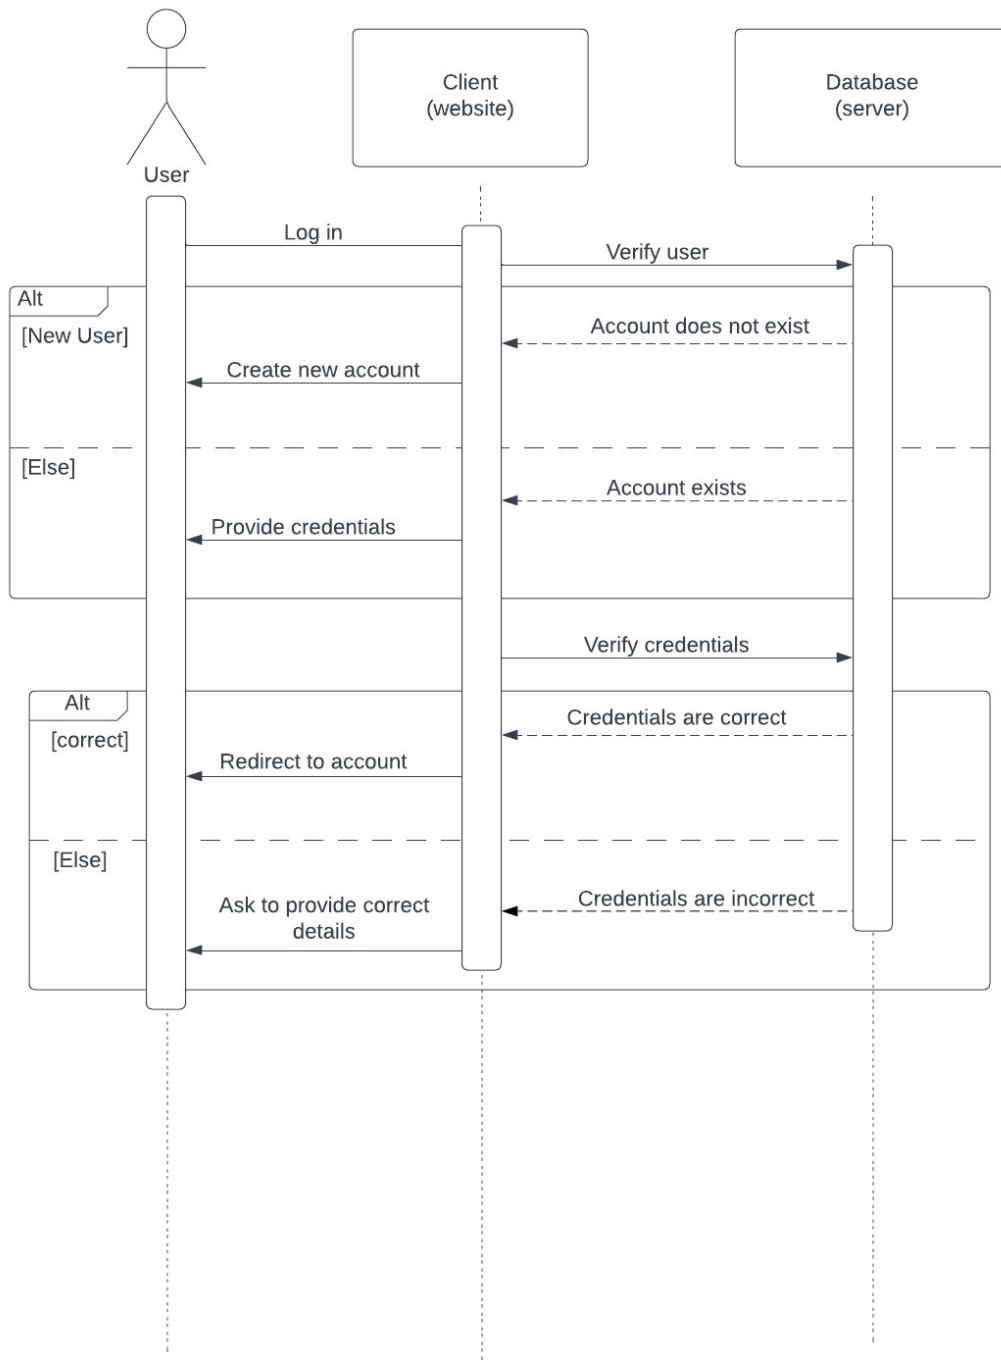 Client
(website)
Database
(server)
User
Log in
Verify user
Alt
[New User]
Account does not exist
Create new account
[Else]
Account exists
Provide credentials
Verify credentials
Alt
[correct]
Credentials are correct
Redirect to account
[Else]
Credentials are incorrect
Ask to provide correct
details